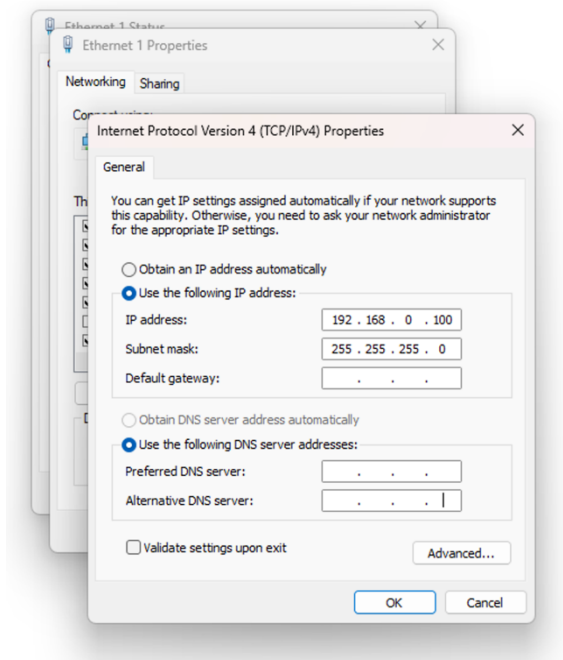 Ethernet 1 Status
Ethernet 1 Properties
Networking
Sharing
Internet Protocol Version 4 (TCP/IPv4) Properties
General
Th
You can get IP settings assigned automatically if your network supports
this capability. Otherwise, you need to ask your network administrator
for the appropriate IP settings.
Obtain an IP address automatically
Use the following IP address:
IP address: 192 . 168 . 0 . 100
Subnet mask: 255 . 255 . 255 . 0
Default gateway: . . .
Obtain DNS server address automatically
Use the following DNS server addresses:
Preferred DNS server: . . .
Alternative DNS server: . . .
Validate settings upon exit
Advanced...
OK
Cancel